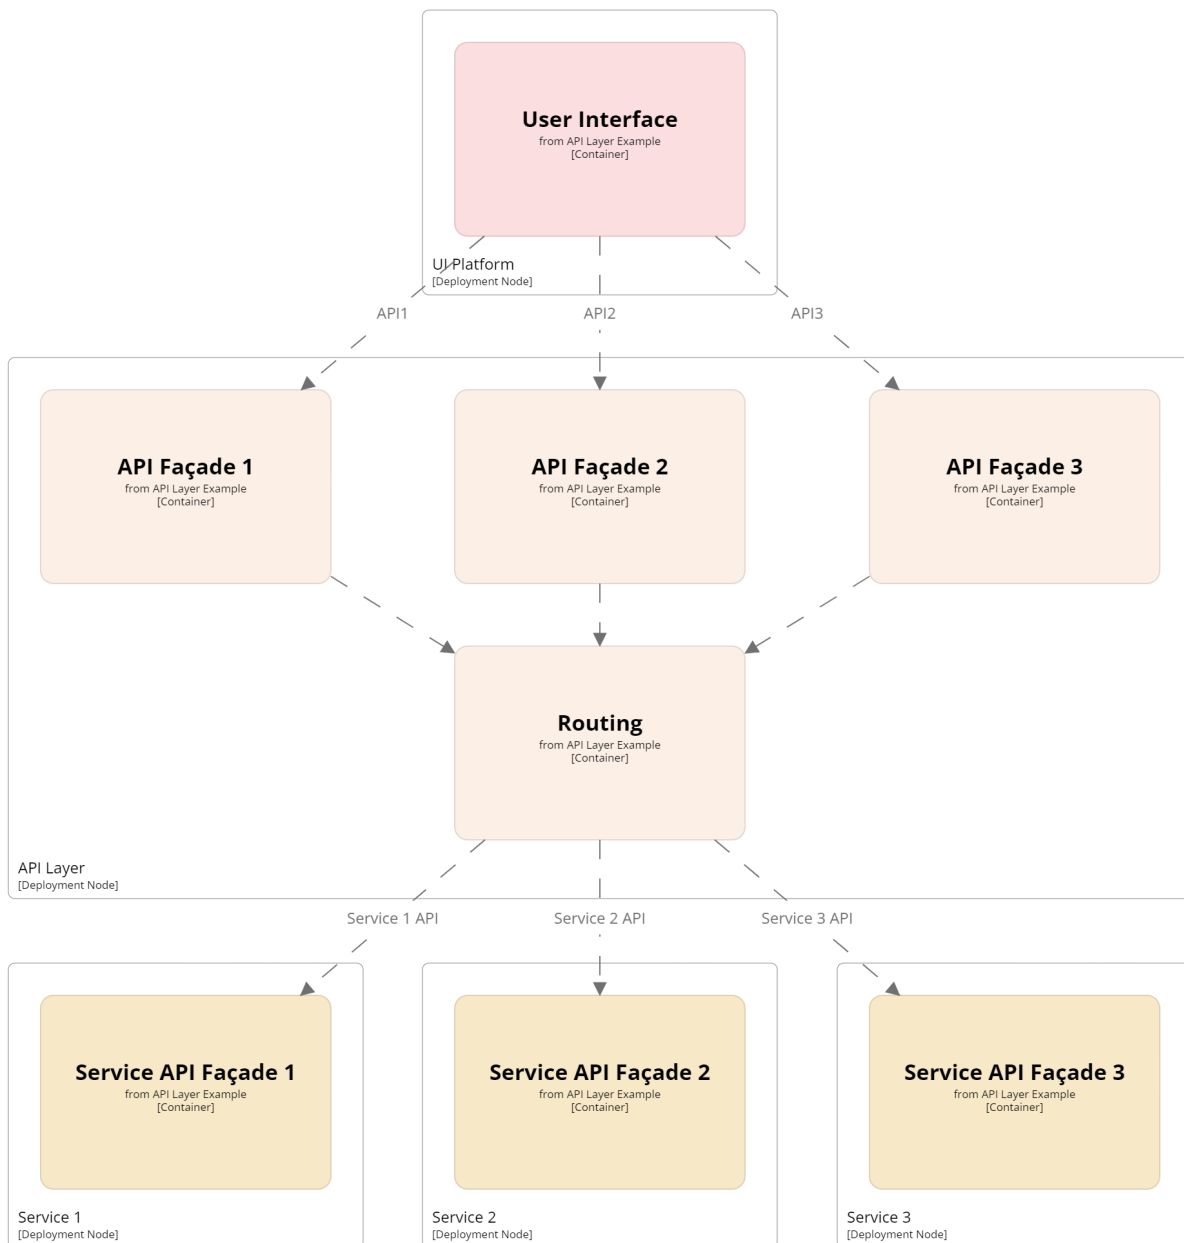 User Interface
from API Layer Example
[Container]
UI Platform
[Deployment Node]
API1
API2
API3
API Façade 1
from API Layer Example
[Container]
API Façade 2
from API Layer Example
[Container]
API Façade 3
from API Layer Example
[Container]
Routing
from API Layer Example
[Container]
API Layer
[Deployment Node]
Service 1 API
Service 2 API
Service 3 API
Service API Façade 1
from API Layer Example
[Container]
Service API Façade 2
from API Layer Example
[Container]
Service API Façade 3
from API Layer Example
[Container]
Service 1
[Deployment Node]
Service 2
[Deployment Node]
Service 3
[Deployment Node]